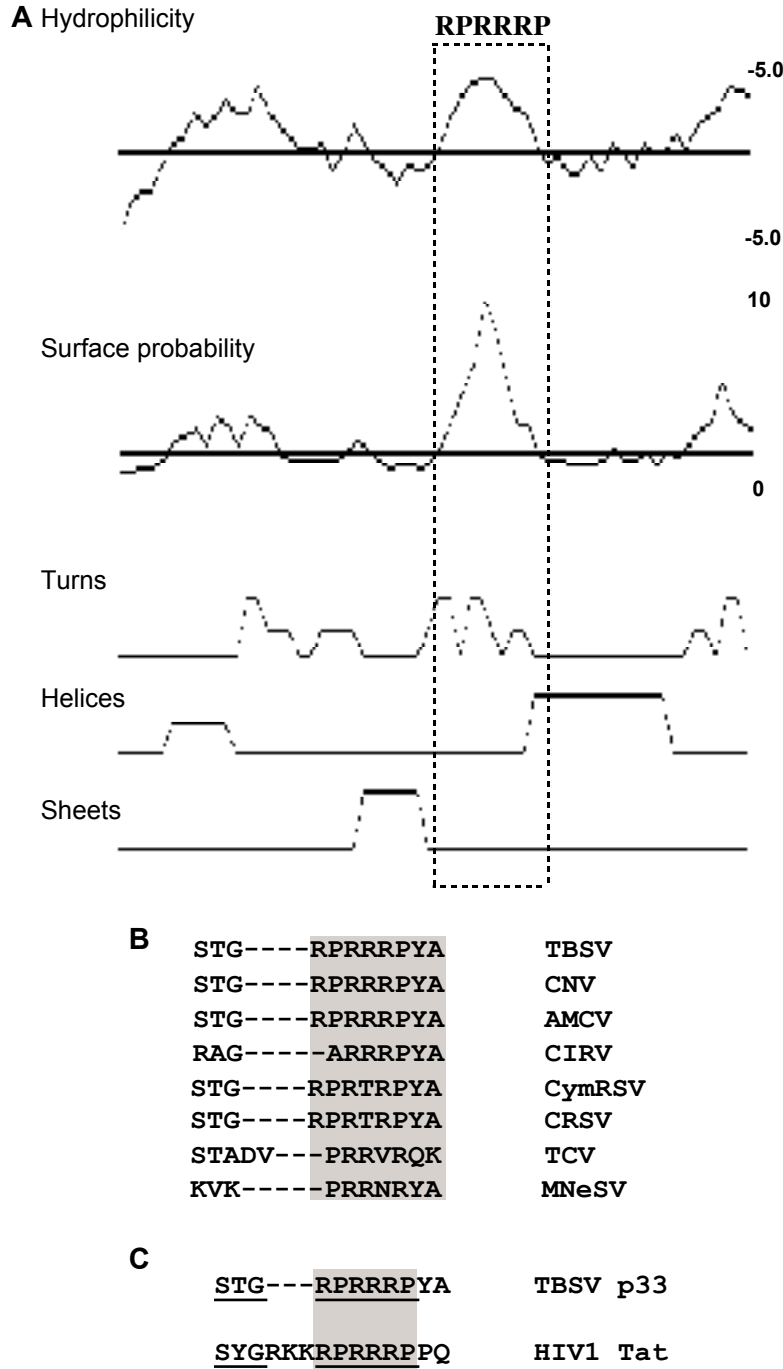 A Hydrophilicity
RPRRRP
-5.0
-5.0
10
Surface probability
0
Turns
Helices
Sheets
B
STG----RPRRRPYA TBSV
STG----RPRRRPYA CNV
STG----RPRRRPYA AMCV
RAG-----ARRRPYA CIRV
STG----RPRTRPYA CymRSV
STG----RPRTRPYA CRSV
STADV---PRRVRQK TCV
KVK-----PRRNRYA MNeSV
C
STG---RPRRRPYA TBSV p33
SYGRKKRPRRRPPQ HIV1 Tat